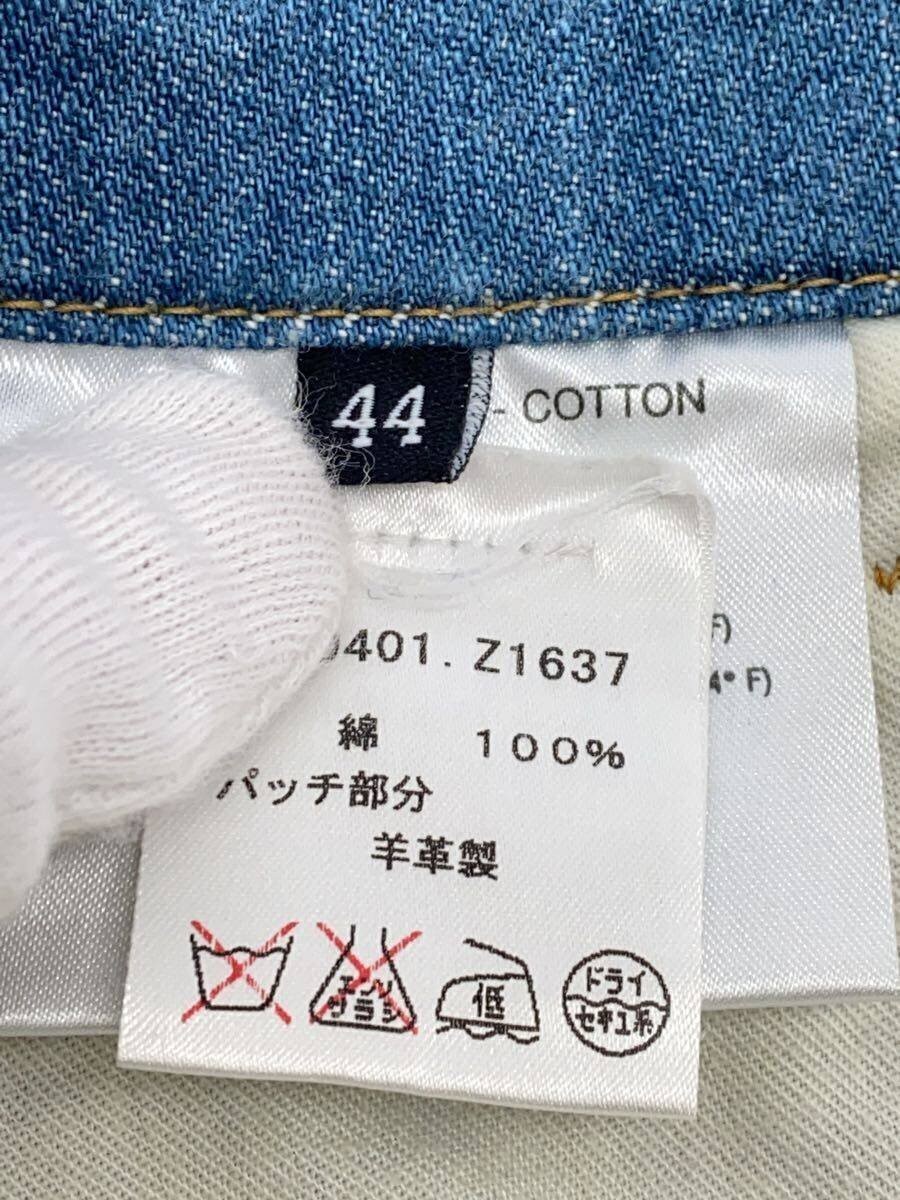 44
- COTTON
F)
4° F)
0401. Z1637
綿 100%
パッチ部分
羊革製
エンソ
サラシ
低
ドライ
セキユ系